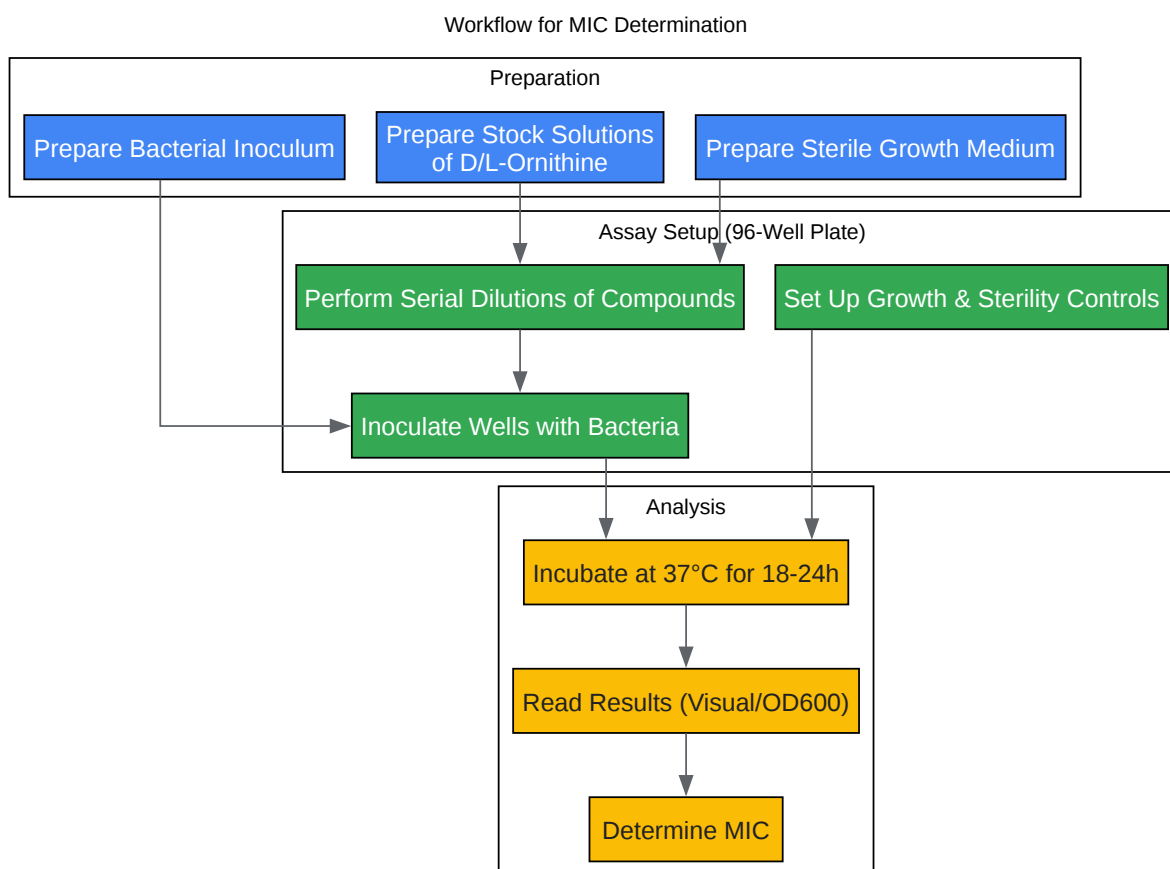 Workflow for MIC Determination
Preparation
Prepare Bacterial Inoculum
Prepare Stock Solutions
of D/L-Ornithine
Prepare Sterile Growth Medium
Assay Setup (96-Well Plate)
Perform Serial Dilutions of Compounds
Set Up Growth & Sterility Controls
Inoculate Wells with Bacteria
Analysis
Incubate at 37°C for 18-24h
Read Results (Visual/OD600)
Determine MIC